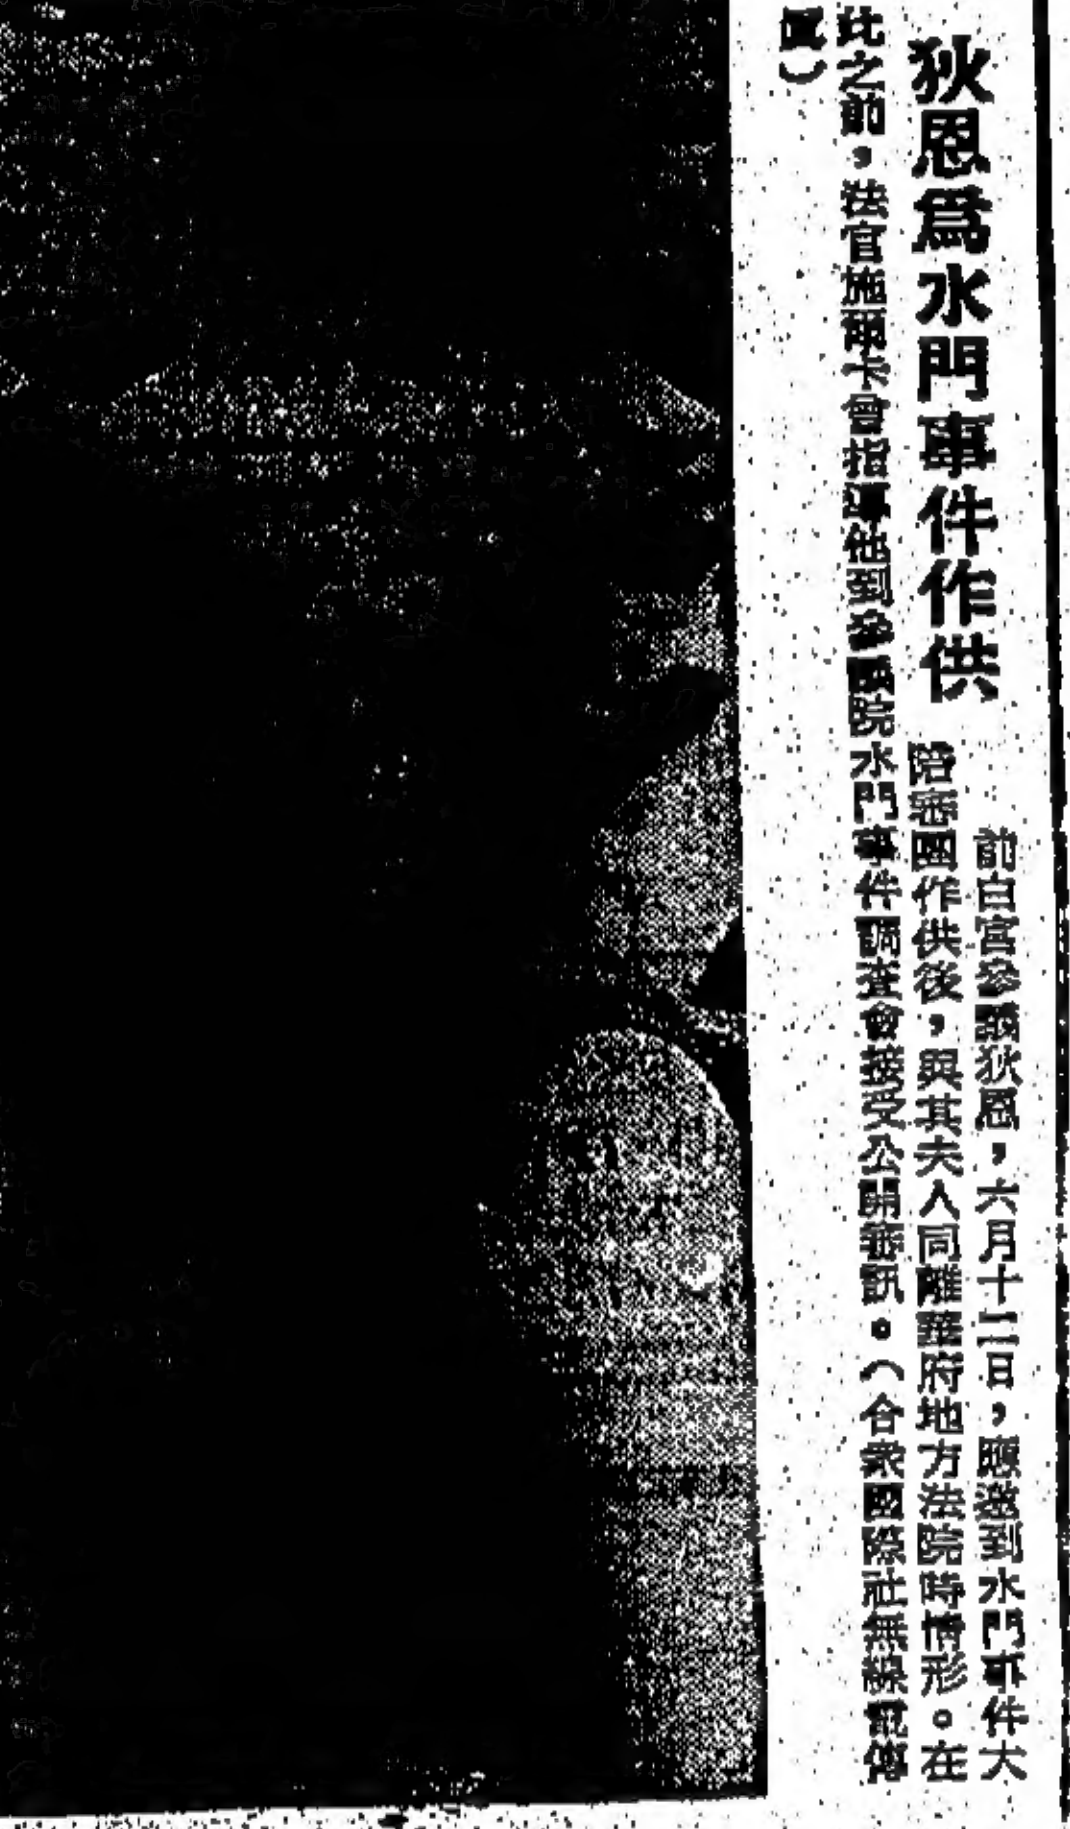 狄恩爲水門事件作供
前白宮參議狄恩，六月十二日，應邀到水門事件大
陪審團作供後，與其夫人同離華府地方法院時情形。在
此之前，法官施爾卡曾指導他到參議院水門事件調查會接受公開審訊。（合衆國際社無線電傳
眞）